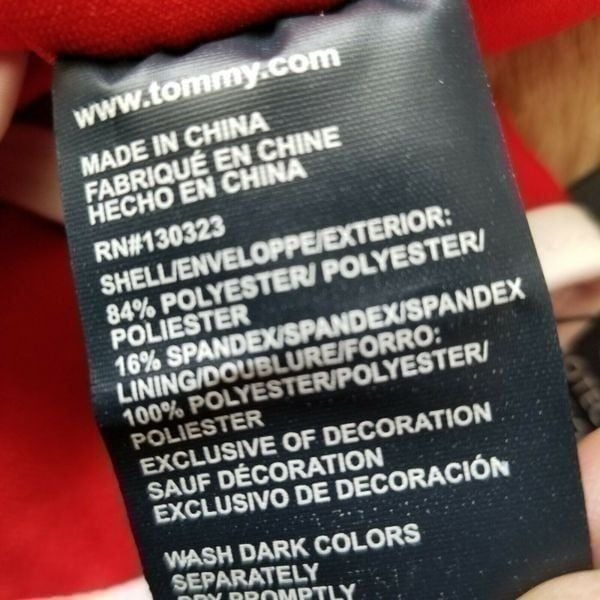 www.tommy.com
MADE IN CHINA
FABRIQUÉ EN CHINE
HECHO EN CHINA
RN#130323
SHELL/ENVELOPPE/EXTERIOR:
84% POLYESTER/ POLYESTER/
POLIESTER
16% SPANDEX/SPANDEX/SPANDEX
LINING/DOUBLURE/FORRO:
100% POLYESTER/POLYESTER/
POLIESTER
EXCLUSIVE OF DECORATION
SAUF DÉCORATION
EXCLUSIVO DE DECORACIÓN
WASH DARK COLORS
SEPARATELY
DRY PROMPTLY